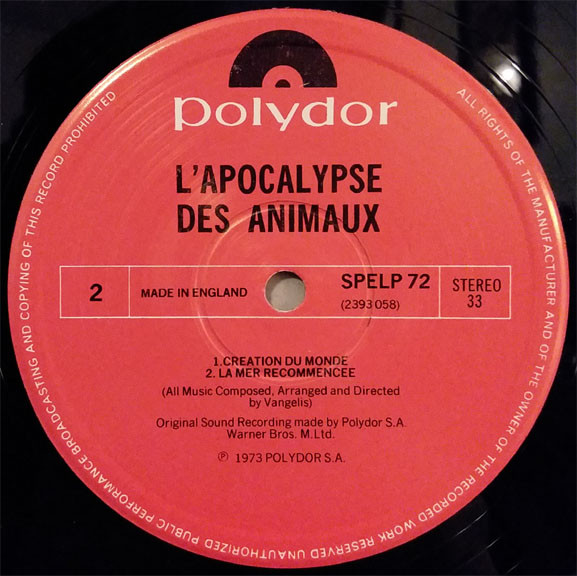 polydor
L'APOCALYPSE
DES ANIMAUX
2
MADE IN ENGLAND
SPELP 72
(2393 058)
STEREO
33
1.CREATION DU MONDE
2. LA MER RECOMMENCEE
(All Music Composed, Arranged and Directed
by Vangelis)
Original Sound Recording made by Polydor S.A.
Warner Bros. M.Ltd.
℗ 1973 POLYDOR S.A.
ALL RIGHTS OF THE MANUFACTURER AND OF THE OWNER OF THE RECORDED WORK RESERVED UNAUTHORIZED PUBLIC PERFORMANCE BROADCASTING AND COPYING OF THIS RECORD PROHIBITED